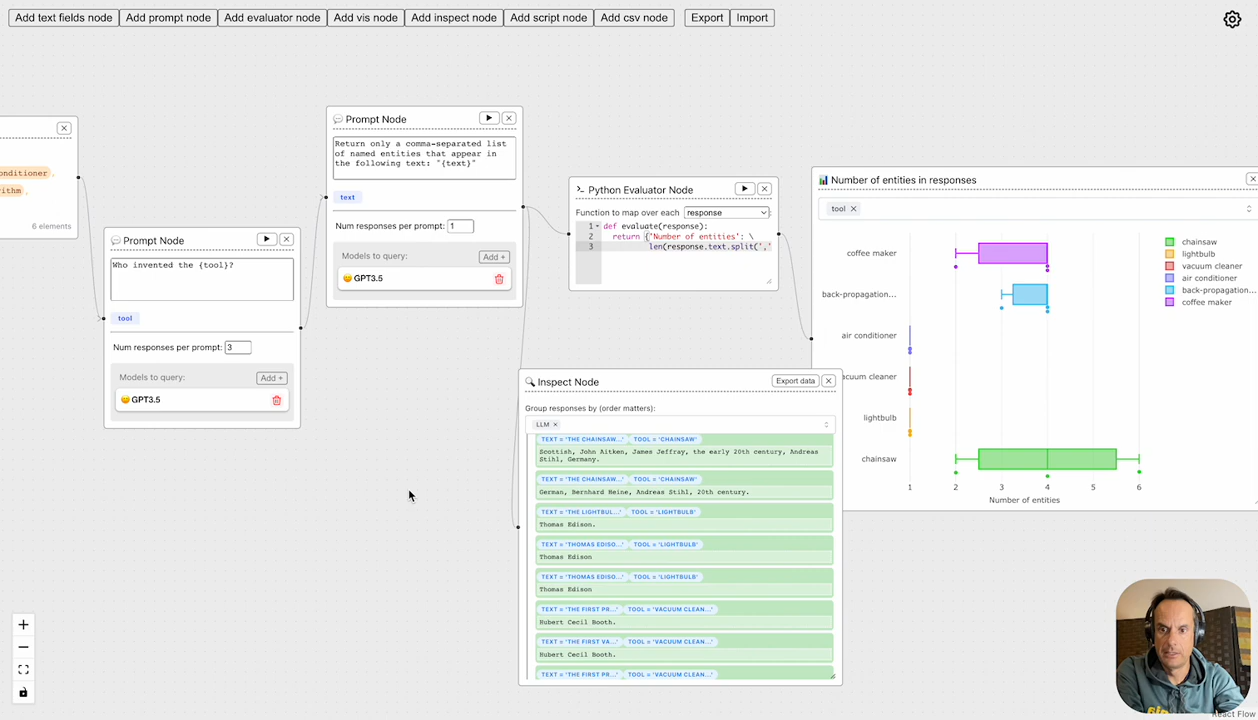 Add text fields node
Add prompt node
Add evaluator node
Add vis node
Add inspect node
Add script node
Add csv node
Export
Import
6 elements
Prompt Node
Who invented the {tool}?
tool
Num responses per prompt: 3
Models to query:
Add +
GPT3.5
Prompt Node
Return only a comma-separated list
of named entities that appear in
the following text: "{text}"
text
Num responses per prompt: 1
Models to query:
Add +
GPT3.5
Python Evaluator Node
Function to map over each response :
1 def evaluate(response):
2 return {'Number of entities': \
3 len(response.text.split(','
Inspect Node
Export data
Group responses by (order matters):
LLM
TEXT = 'THE CHAINSAW...' TOOL = 'CHAINSAW'
Scottish, John Aitken, James Jeffray, the early 20th century, Andreas
Stihl, Germany.
TEXT = 'THE CHAINSAW...' TOOL = 'CHAINSAW'
German, Bernhard Heine, Andreas Stihl, 20th century.
TEXT = 'THE LIGHTBUL...' TOOL = 'LIGHTBULB'
Thomas Edison.
TEXT = 'THOMAS EDISO...' TOOL = 'LIGHTBULB'
Thomas Edison
TEXT = 'THOMAS EDISO...' TOOL = 'LIGHTBULB'
Thomas Edison
TEXT = 'THE FIRST PR...' TOOL = 'VACUUM CLEAN...'
Hubert Cecil Booth.
TEXT = 'THE FIRST VA...' TOOL = 'VACUUM CLEAN...'
Hubert Cecil Booth.
TEXT = 'THE FIRST PR...' TOOL = 'VACUUM CLEAN...'
Number of entities in responses
tool
coffee maker
back-propagation...
air conditioner
vacuum cleaner
lightbulb
chainsaw
1 2 3 4 5 6
Number of entities
chainsaw
lightbulb
vacuum cleaner
air conditioner
back-propagation...
coffee maker
React Flow